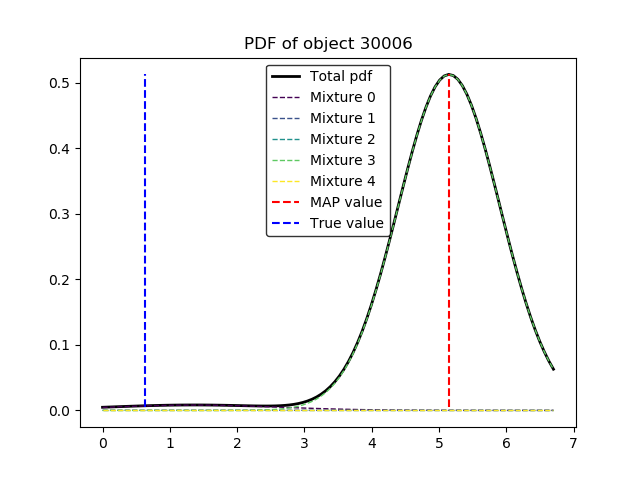 PDF of object 30006
Total pdf
Mixture 0
Mixture 1
Mixture 2
Mixture 3
Mixture 4
MAP value
True value
0.5
0.4
0.3
0.2
0.1
0.0
0 1 2 3 4 5 6 7